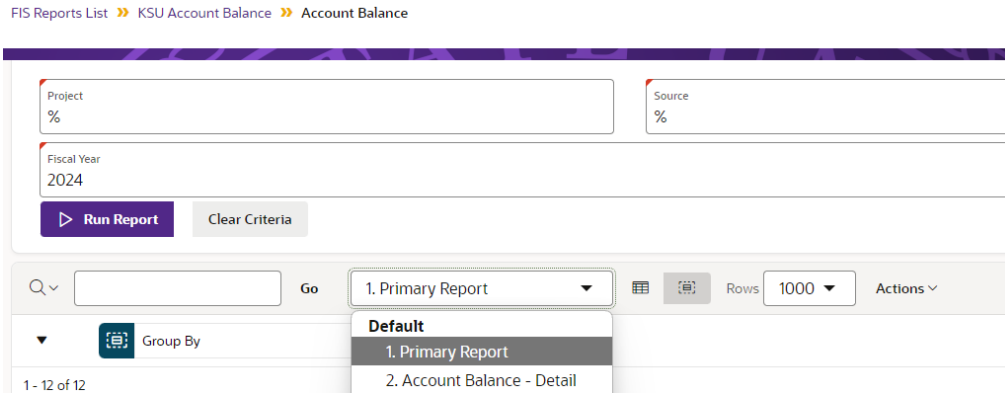 FIS Reports List » KSU Account Balance » Account Balance
Project
%
Source
%
Fiscal Year
2024
Run Report Clear Criteria
Go 1. Primary Report Rows 1000 Actions
Group By
Default
1. Primary Report
2. Account Balance - Detail
1 - 12 of 12